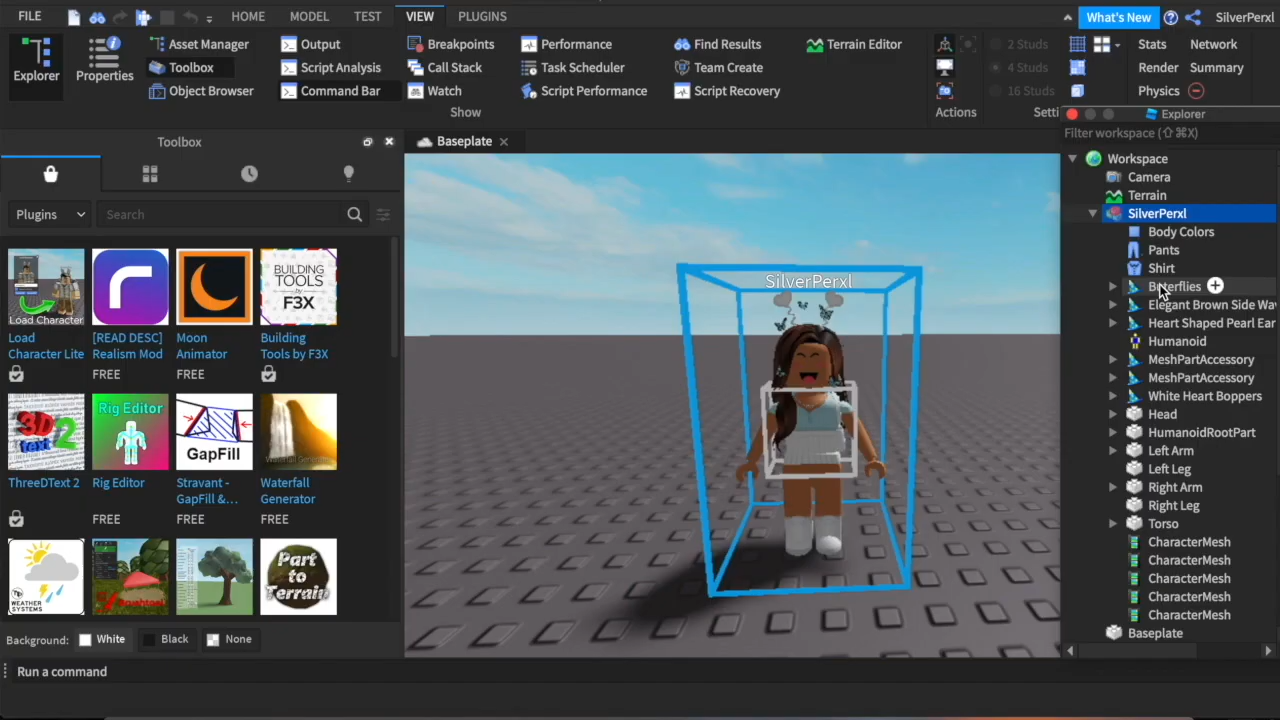 FILE HOME MODEL TEST VIEW PLUGINS What's New SilverPerxl
Explorer Properties
Asset Manager Output Breakpoints Performance Find Results Terrain Editor 2 Studs Stats Network
Toolbox Script Analysis Call Stack Task Scheduler Team Create 4 Studs Render Summary
Object Browser Command Bar Watch Script Performance Script Recovery 16 Studs Physics
Show Actions Setti
Toolbox
Baseplate
Plugins Search
Load Character
Load Character Lite
[READ DESC] Realism Mod
FREE
Moon Animator
FREE
BUILDING TOOLS by F3X
Building Tools by F3X
3D text 2
ThreeDText 2
Rig Editor
Rig Editor
FREE
GapFill
Stravant - GapFill &...
FREE
Waterfall Generator
Waterfall Generator
FREE
WEATHER SYSTEMS
Part to Terrain
Background: White Black None
Run a command
SilverPerxl
Explorer
Filter workspace (⇧⌘X)
Workspace
Camera
Terrain
SilverPerxl
Body Colors
Pants
Shirt
Butterflies
Elegant Brown Side Wav
Heart Shaped Pearl Ear
Humanoid
MeshPartAccessory
MeshPartAccessory
White Heart Boppers
Head
HumanoidRootPart
Left Arm
Left Leg
Right Arm
Right Leg
Torso
CharacterMesh
CharacterMesh
CharacterMesh
CharacterMesh
CharacterMesh
Baseplate